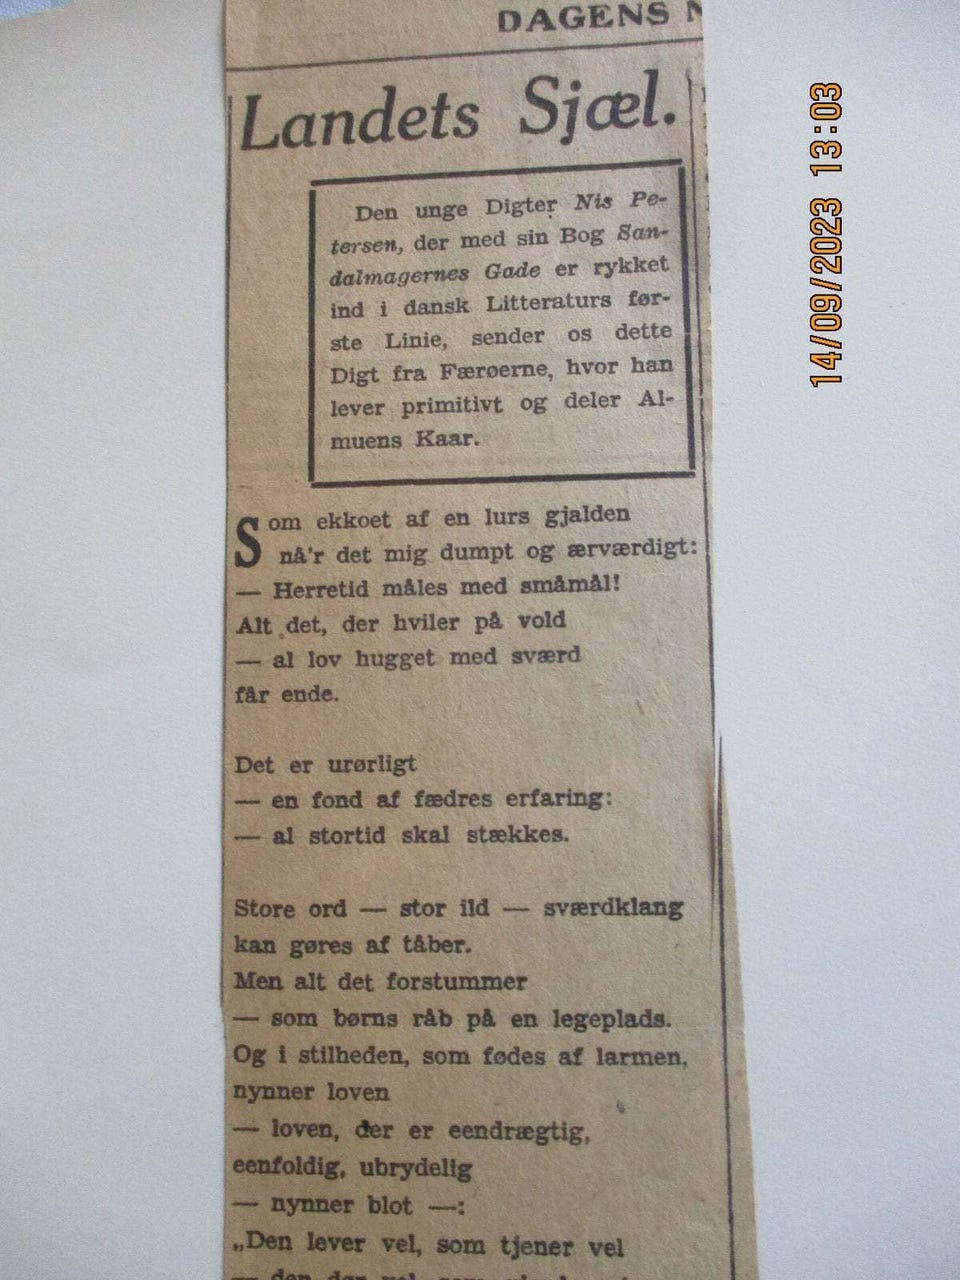 DAGENS N
Landets Sjæl.
Den unge Digter Nis Pe-
tersen, der med sin Bog San-
dalmagernes Gade er rykket
ind i dansk Litteraturs før-
ste Linie, sender os dette
Digt fra Færøerne, hvor han
lever primitivt og deler Al-
muens Kaar.
Som ekkoet af en lurs gjalden
nå'r det mig dumpt og ærværdigt:
— Herretid måles med småmål!
Alt det, der hviler på vold
— al lov hugget med sværd
får ende.
Det er urørligt
— en fond af fædres erfaring:
— al stortid skal stækkes.
Store ord — stor ild — sværdklang
kan gøres af tåber.
Men alt det forstummer
— som børns råb på en legeplads.
Og i stilheden, som fødes af larmen,
nynner loven
— loven, der er eendrægtig,
eenfoldig, ubrydelig
— nynner blot —:
„Den lever vel, som tjener vel
14/09/2023 13:03